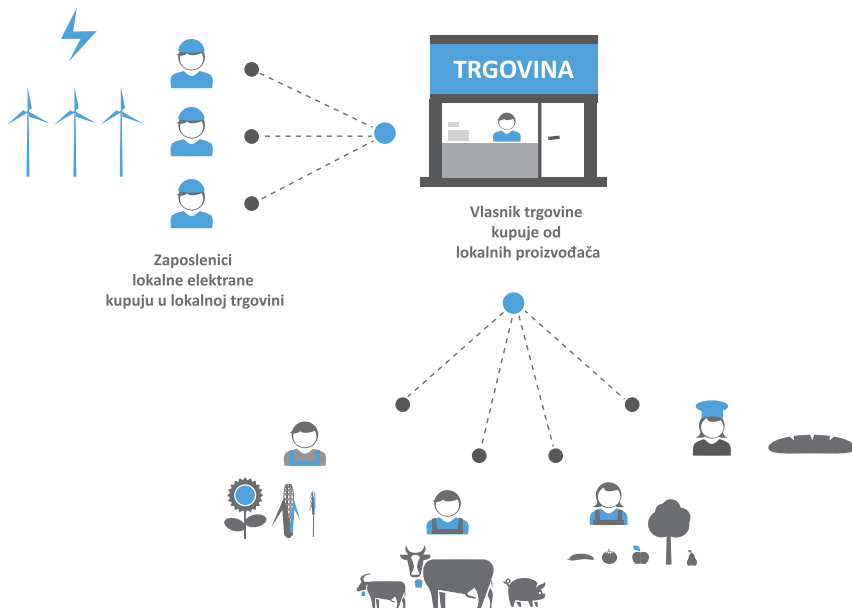 TRGOVINA
Vlasnik trgovine
kupuje od
lokalnih proizvođača
Zaposlenici
lokalne elektrane
kupuju u lokalnoj trgovini